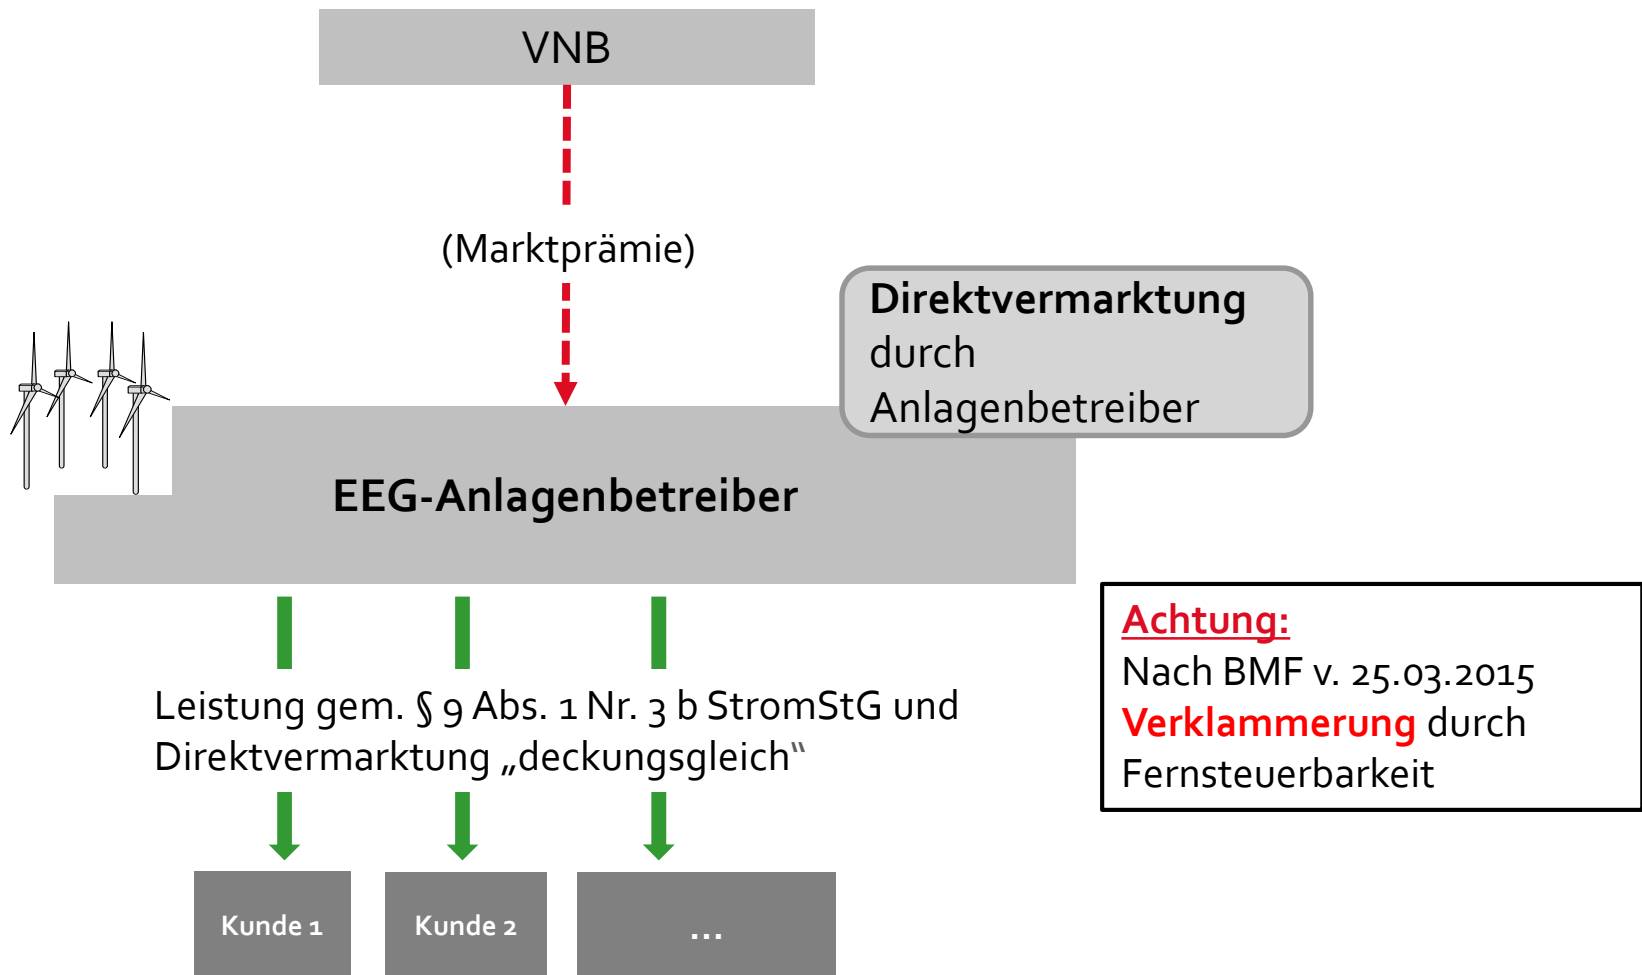 VNB
(Marktprämie)
Direktvermarktung
durch
Anlagenbetreiber
EEG-Anlagenbetreiber
Achtung:
Nach BMF v. 25.03.2015
Verklammerung durch
Fernsteuerbarkeit
Leistung gem. § 9 Abs. 1 Nr. 3 b StromStG und
Direktvermarktung „deckungsgleich“
Kunde 1
Kunde 2
...